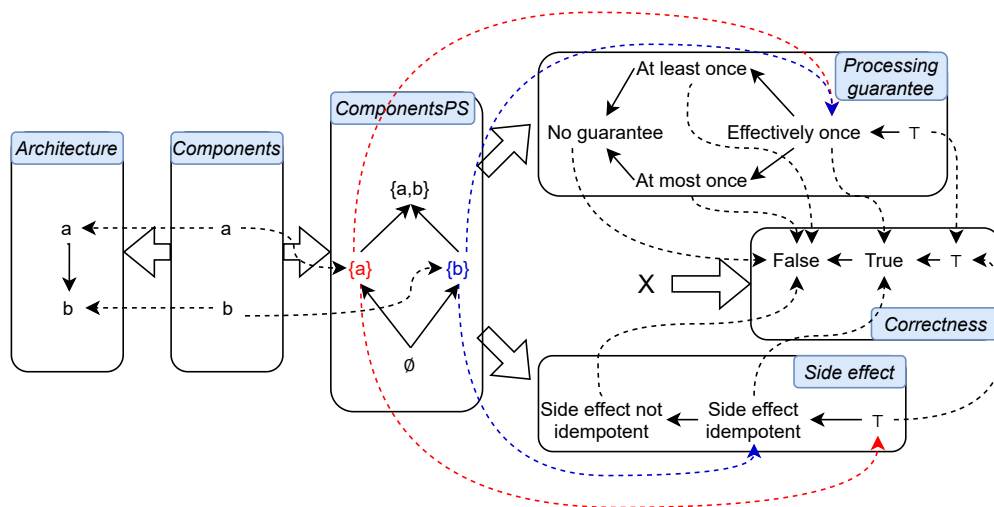 Architecture
a
b
Components
a
b
ComponentsPS
{a,b}
{a}
{b}
∅
Processing
guarantee
At least once
No guarantee
Effectively once
⊤
At most once
X
False
True
⊤
Correctness
Side effect
Side effect not
idempotent
Side effect
idempotent
⊤